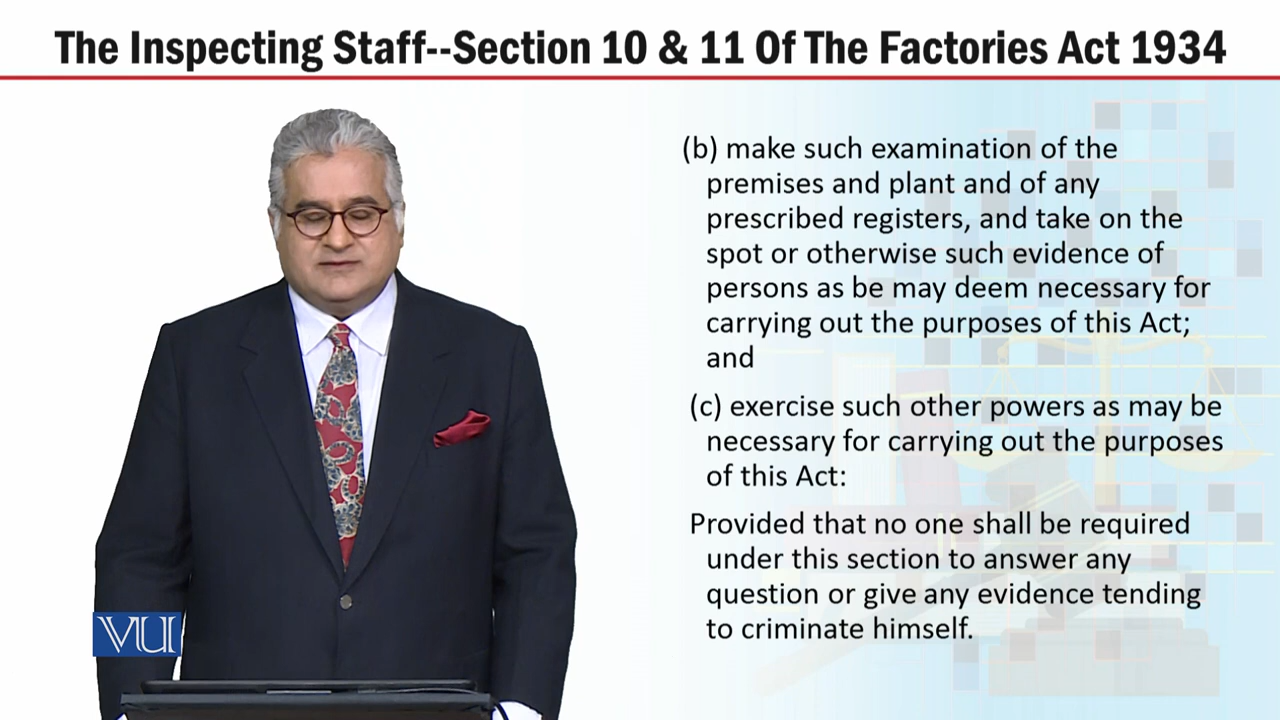 The Inspecting Staff--Section 10 & 11 Of The Factories Act 1934
(b) make such examination of the
premises and plant and of any
prescribed registers, and take on the
spot or otherwise such evidence of
persons as be may deem necessary for
carrying out the purposes of this Act;
and
(c) exercise such other powers as may be
necessary for carrying out the purposes
of this Act:
Provided that no one shall be required
under this section to answer any
question or give any evidence tending
to criminate himself.
VU